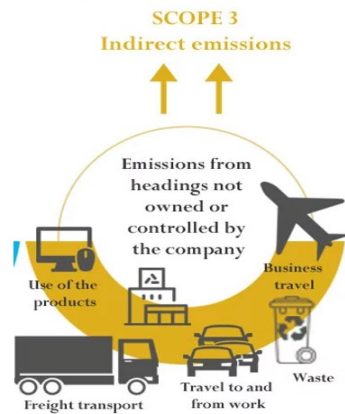 SCOPE 3
Indirect emissions
Emissions from
headings not
owned or
controlled by
the company
Use of the
products
Business
travel
Freight transport
Travel to and
from work
Waste